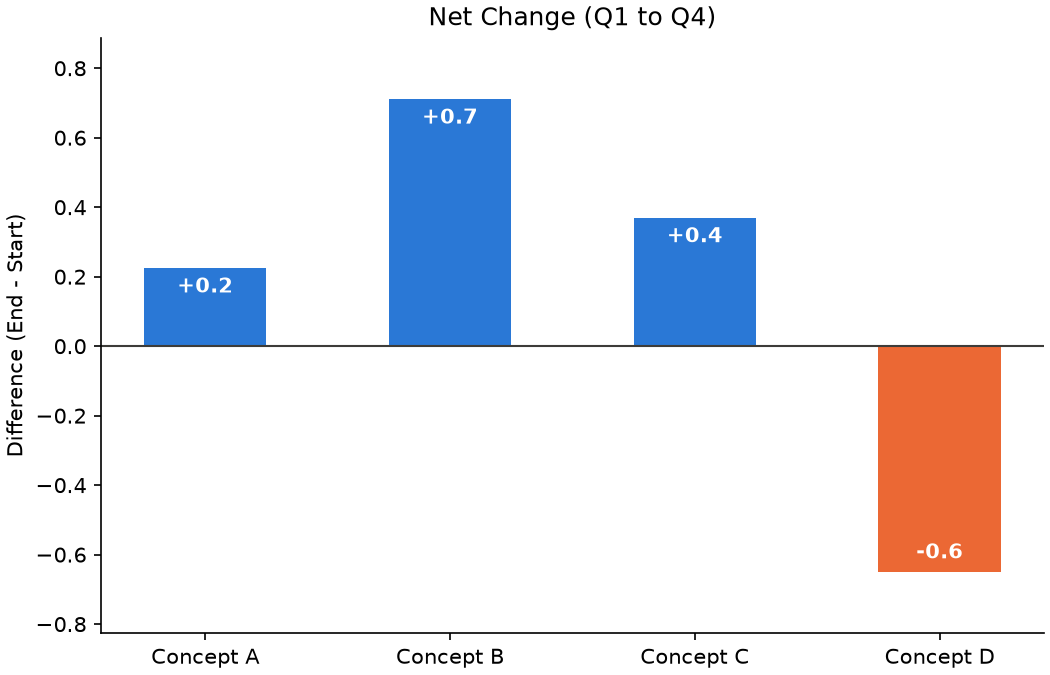 Net Change (Q1 to Q4)
Difference (End - Start)
0.8
0.6
0.4
0.2
0.0
−0.2
−0.4
−0.6
−0.8
+0.2
+0.7
+0.4
-0.6
Concept A
Concept B
Concept C
Concept D